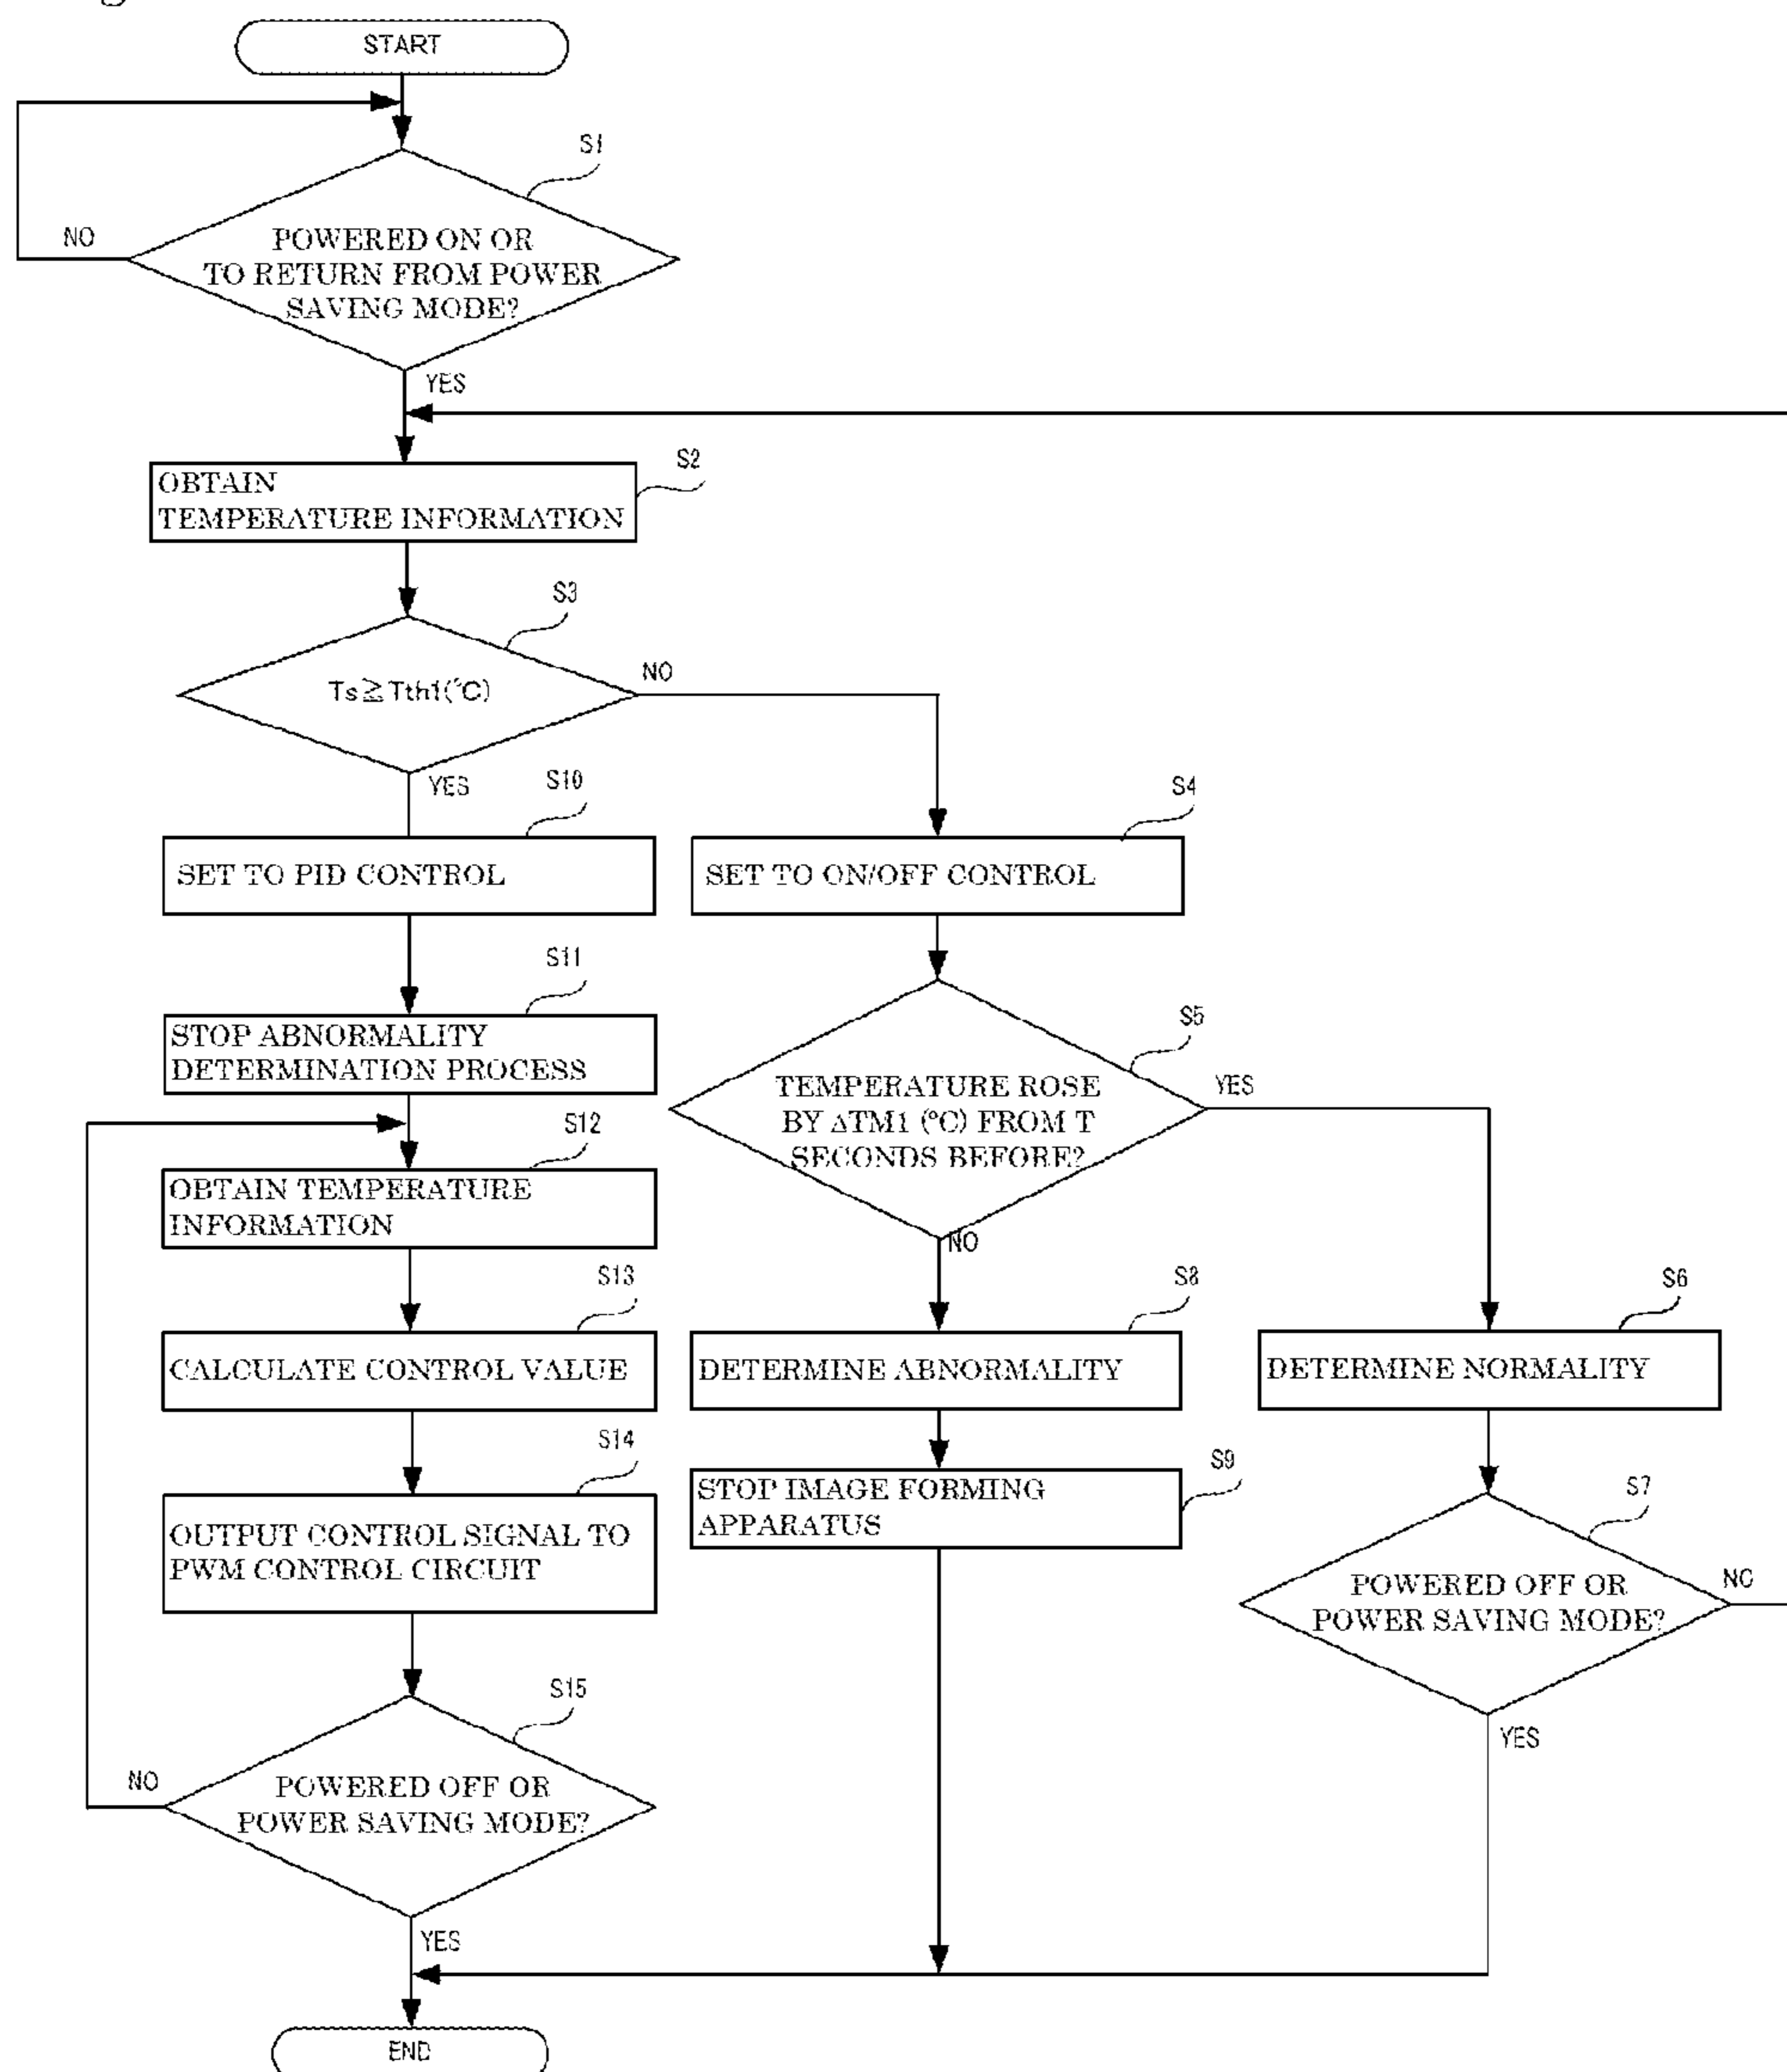 START
S1
NO
POWERED ON OR
TO RETURN FROM POWER
SAVING MODE?
YES
S2
OBTAIN
TEMPERATURE INFORMATION
S3
NO
Ts≧Tth1(℃)
YES
S10
S4
SET TO PID CONTROL
SET TO ON/OFF CONTROL
S11
STOP ABNORMALITY
DETERMINATION PROCESS
S5
YES
TEMPERATURE ROSE
BY ΔTM1 (°C) FROM T
SECONDS BEFORE?
NO
S12
OBTAIN TEMPERATURE
INFORMATION
S13
S8
S6
CALCULATE CONTROL VALUE
DETERMINE ABNORMALITY
DETERMINE NORMALITY
S14
S9
S7
OUTPUT CONTROL SIGNAL TO
PWM CONTROL CIRCUIT
STOP IMAGE FORMING
APPARATUS
NO
POWERED OFF OR
POWER SAVING MODE?
YES
S15
NO
POWERED OFF OR
POWER SAVING MODE?
YES
END